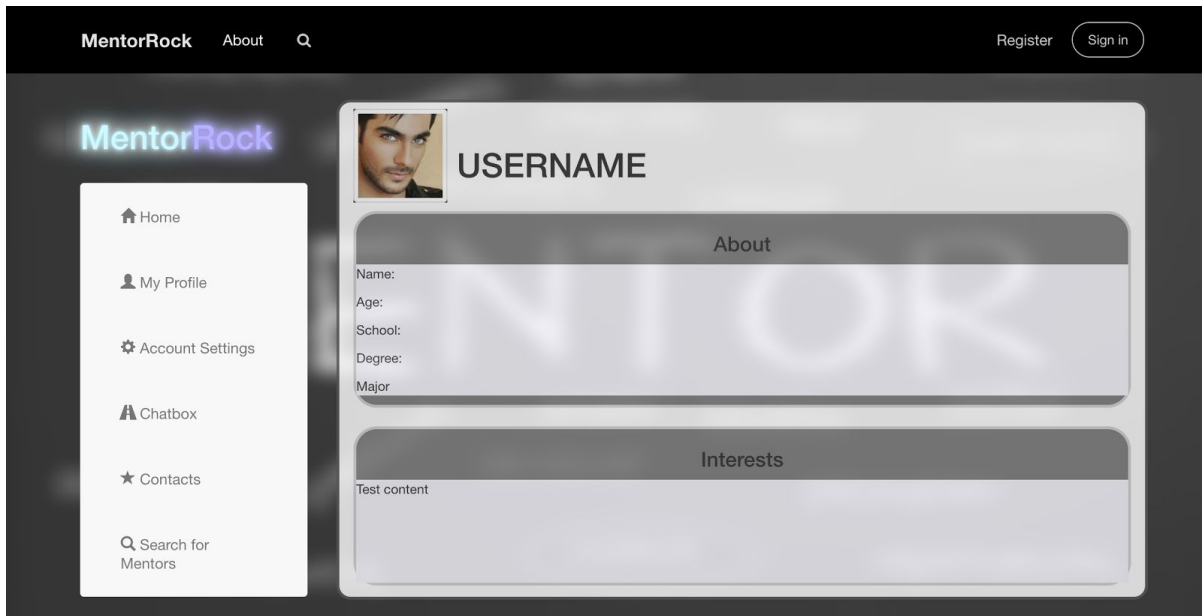 MentorRock About Register Sign in
MentorRock
Home
My Profile
Account Settings
Chatbox
Contacts
Search for
Mentors
USERNAME
About
Name:
Age:
School:
Degree:
Major
Interests
Test content
ENTOR